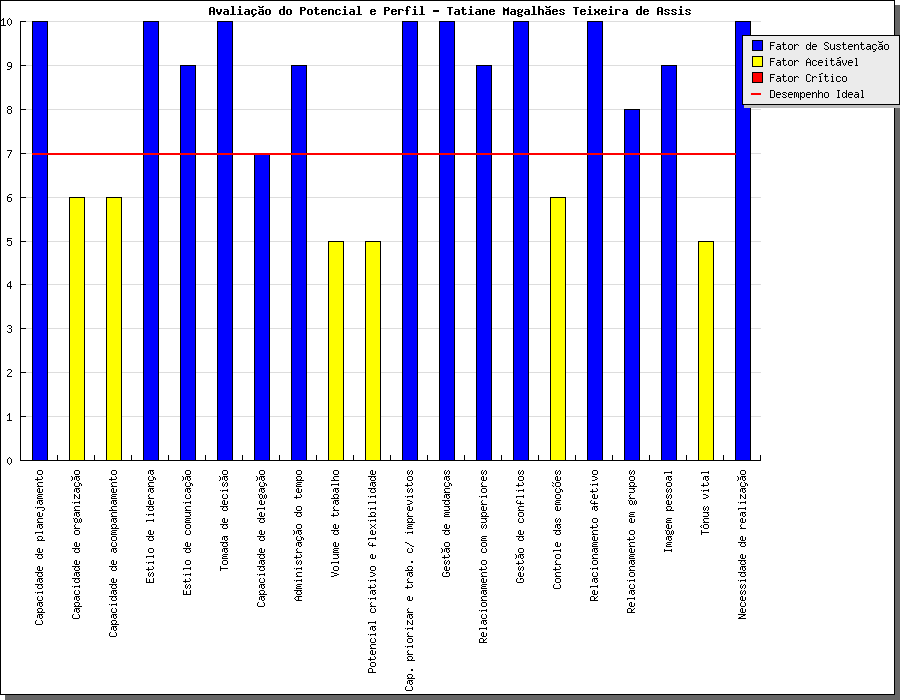 Avaliação do Potencial e Perfil - Tatiane Magalhães Teixeira de Assis
Fator de Sustentação
Fator Aceitável
Fator Crítico
Desempenho Ideal
10
9
8
7
6
5
4
3
2
1
0
Capacidade de planejamento
Capacidade de organização
Capacidade de acompanhamento
Estilo de liderança
Estilo de comunicação
Tomada de decisão
Capacidade de delegação
Administração do tempo
Volume de trabalho
Potencial criativo e flexibilidade
Cap. priorizar e trab. c/ imprevistos
Gestão de mudanças
Relacionamento com superiores
Gestão de conflitos
Controle das emoções
Relacionamento afetivo
Relacionamento em grupos
Imagem pessoal
Tônus vital
Necessidade de realização